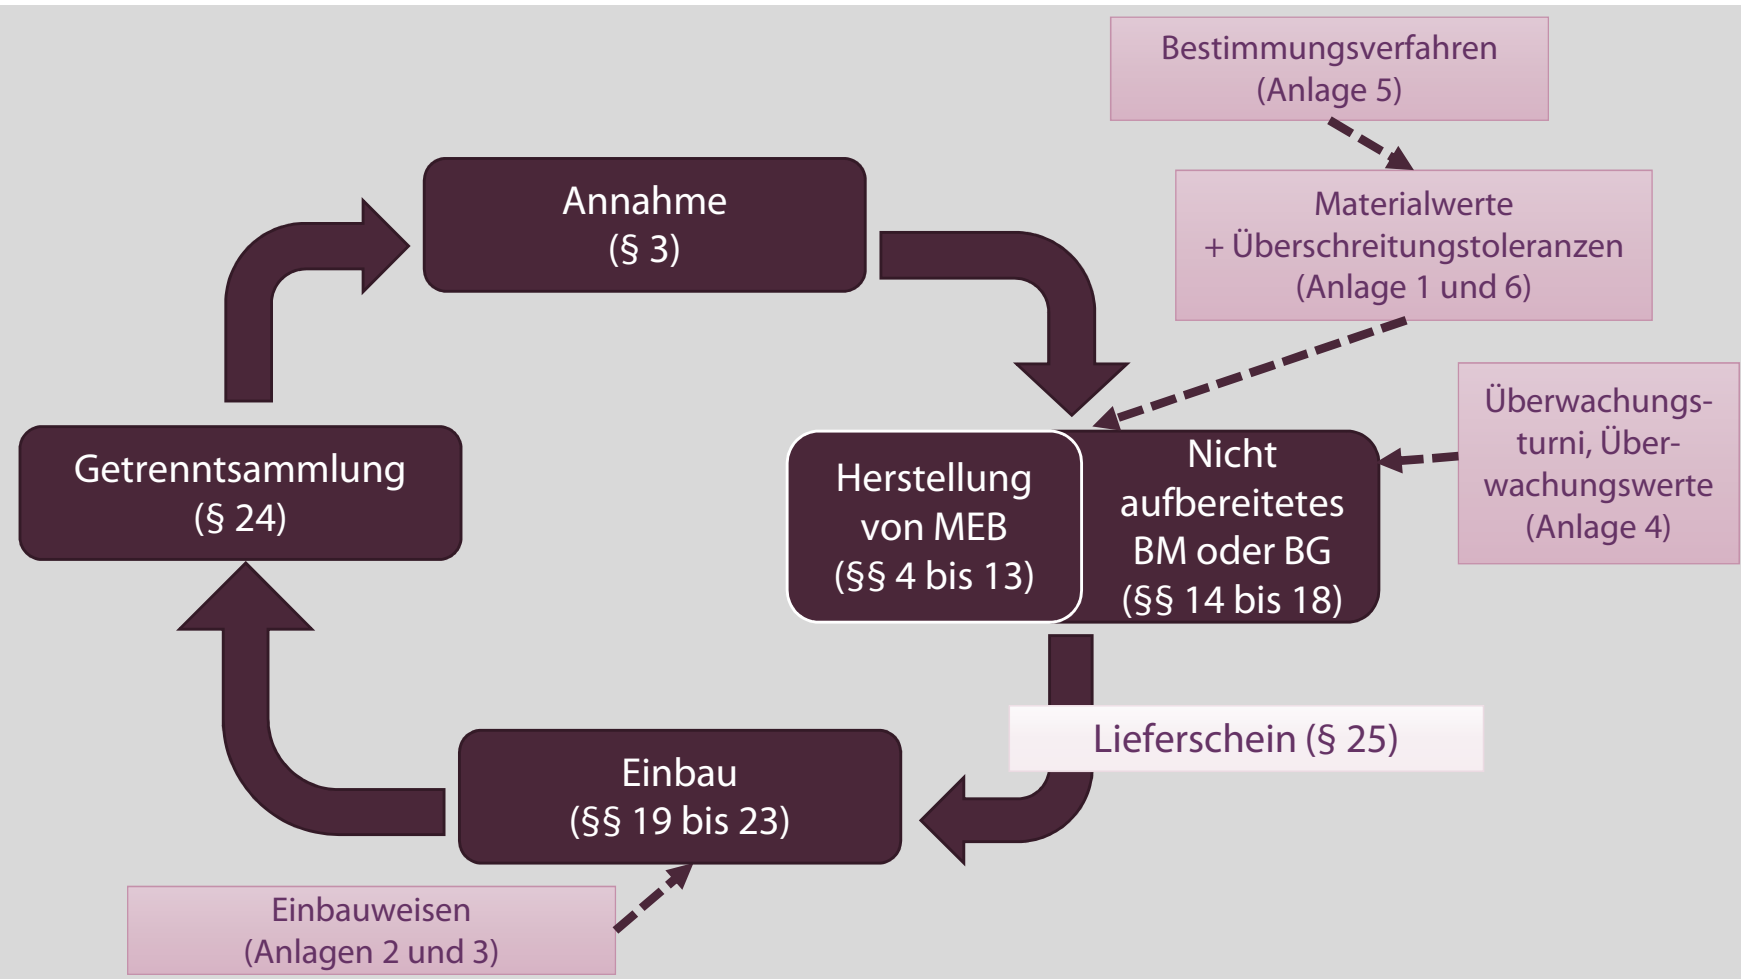 Bestimmungsverfahren
(Anlage 5)
Annahme
(§ 3)
Materialwerte
+ Überschreitungstoleranzen
(Anlage 1 und 6)
Überwachungs-
turni, Über-
wachungswerte
(Anlage 4)
Getrenntsammlung
(§ 24)
Herstellung
von MEB
(§§ 4 bis 13)
Nicht
aufbereitetes
BM oder BG
(§§ 14 bis 18)
Lieferschein (§ 25)
Einbau
(§§ 19 bis 23)
Einbauweisen
(Anlagen 2 und 3)